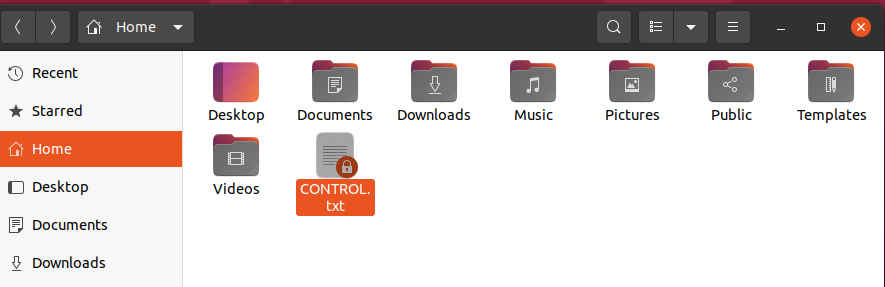 Home
Recent
Starred
Home
Desktop
Documents
Downloads
Desktop
Documents
Downloads
Music
Pictures
Public
Templates
Videos
CONTROL.
txt